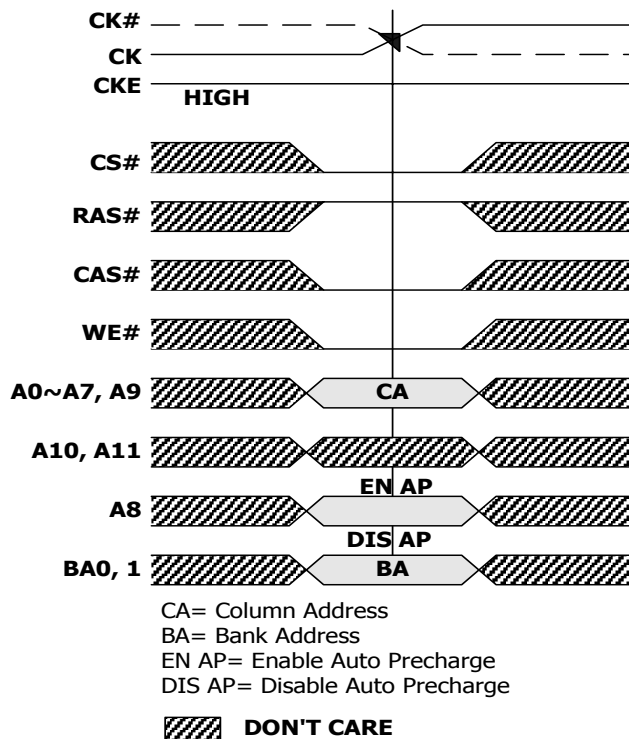 CK#
CK
CKE
HIGH
CS#
RAS#
CAS#
WE#
A0~A7, A9
CA
A10, A11
EN AP
A8
DIS AP
BA0, 1
BA
CA= Column Address
BA= Bank Address
EN AP= Enable Auto Precharge
DIS AP= Disable Auto Precharge
DON'T CARE